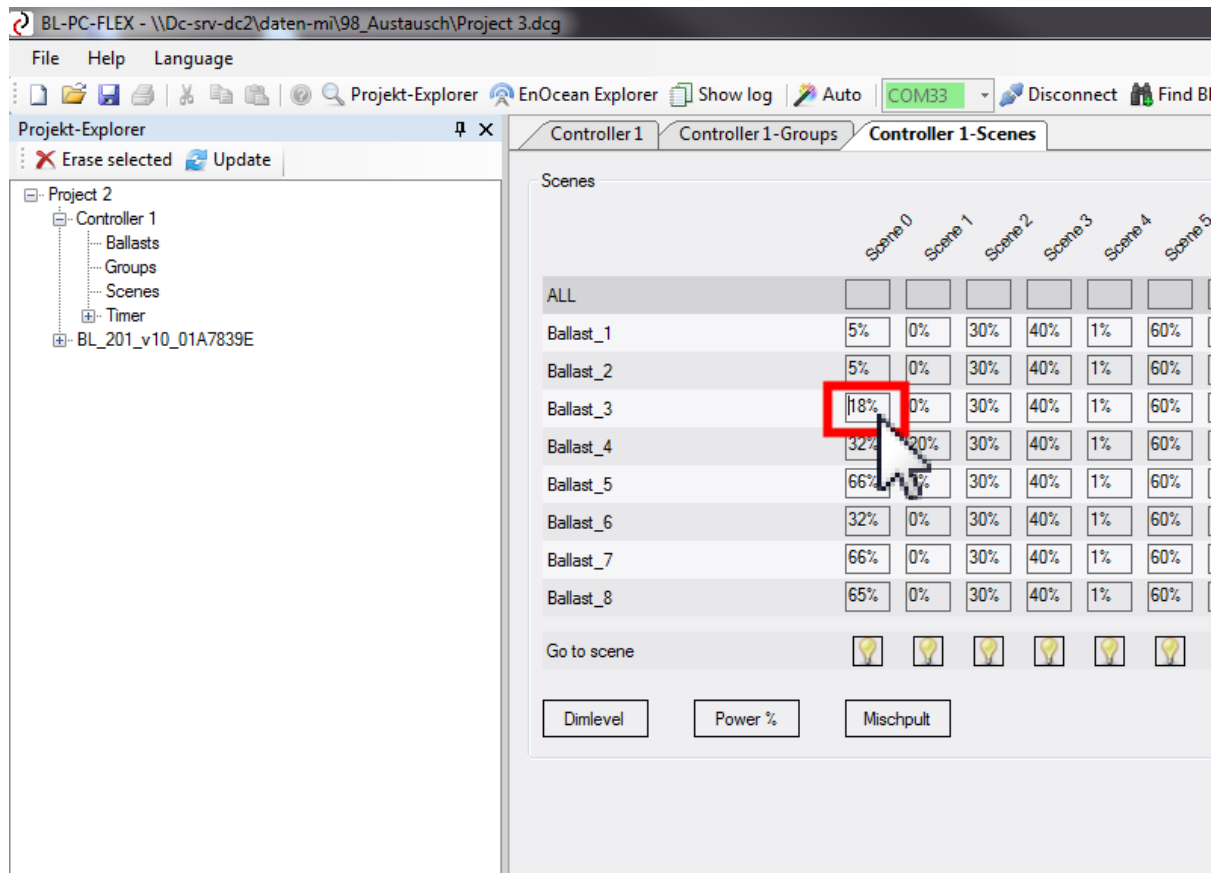 BL-PC-FLEX - \\Dc-srv-dc2\daten-mi\98_Austausch\Project 3.dcg
File Help Language
Projekt-Explorer EnOcean Explorer Show log Auto COM33 Disconnect Find
Projekt-Explorer
Erase selected Update
Project 2
Controller 1
Ballasts
Groups
Scenes
Timer
BL_201_v10_01A7839E
Controller 1 Controller 1-Groups Controller 1-Scenes
Scenes
Scene 0 Scene 1 Scene 2 Scene 3 Scene 4 Scene 5
ALL
Ballast_1 5% 0% 30% 40% 1% 60%
Ballast_2 5% 0% 30% 40% 1% 60%
Ballast_3 18% 0% 30% 40% 1% 60%
Ballast_4 32% 20% 30% 40% 1% 60%
Ballast_5 66% 30% 40% 1% 60%
Ballast_6 32% 0% 30% 40% 1% 60%
Ballast_7 66% 0% 30% 40% 1% 60%
Ballast_8 65% 0% 30% 40% 1% 60%
Go to scene
Dimlevel Power % Mischpult